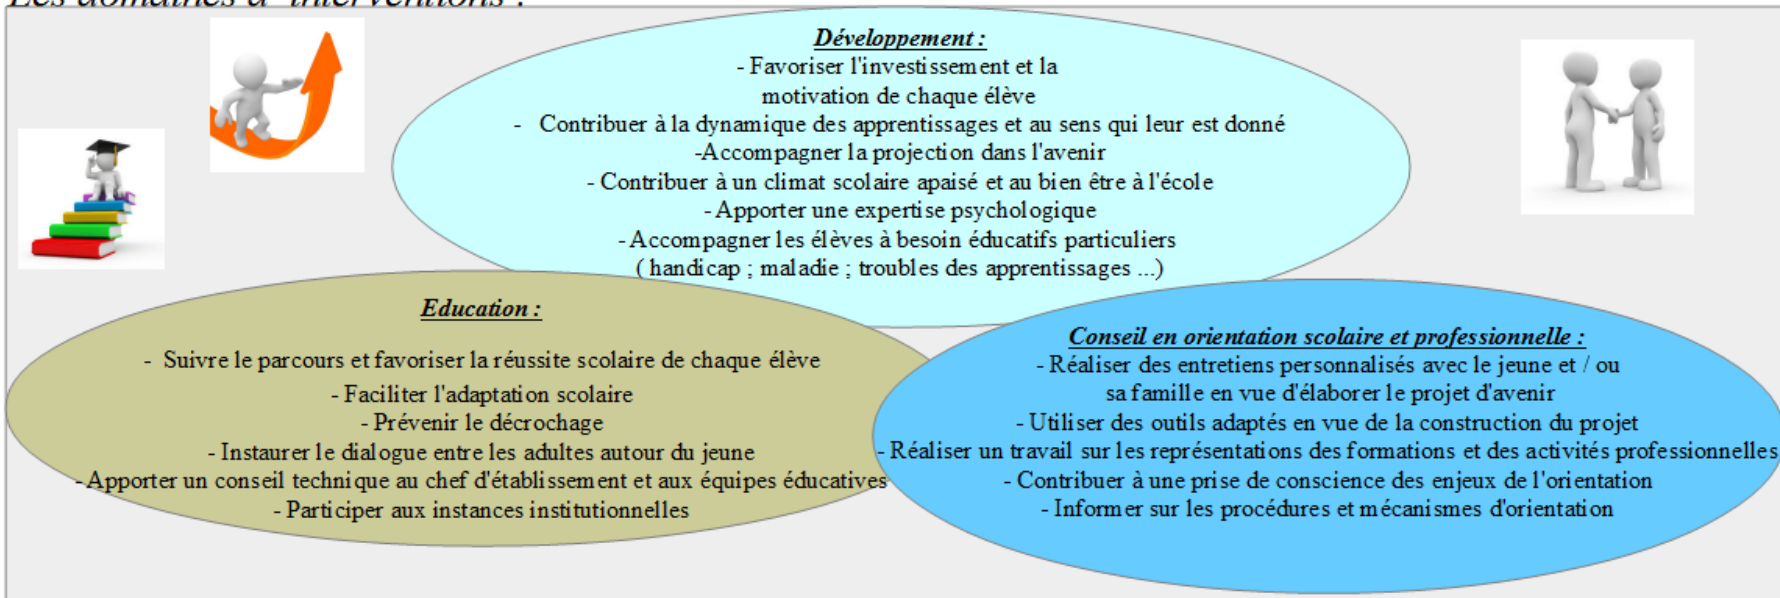 Les domaines d'interventions :
Développement :
- Favoriser l'investissement et la
motivation de chaque élève
- Contribuer à la dynamique des apprentissages et au sens qui leur est donné
-Accompagner la projection dans l'avenir
- Contribuer à un climat scolaire apaisé et au bien être à l'école
- Apporter une expertise psychologique
- Accompagner les élèves à besoin éducatifs particuliers
( handicap ; maladie ; troubles des apprentissages ...)
Education :
- Suivre le parcours et favoriser la réussite scolaire de chaque élève
- Faciliter l'adaptation scolaire
- Prévenir le décrochage
- Instaurer le dialogue entre les adultes autour du jeune
- Apporter un conseil technique au chef d'établissement et aux équipes éducatives
- Participer aux instances institutionnelles
Conseil en orientation scolaire et professionnelle :
- Réaliser des entretiens personnalisés avec le jeune et / ou
sa famille en vue d'élaborer le projet d'avenir
- Utiliser des outils adaptés en vue de la construction du projet
- Réaliser un travail sur les représentations des formations et des activités professionnelles
- Contribuer à une prise de conscience des enjeux de l'orientation
- Informer sur les procédures et mécanismes d'orientation